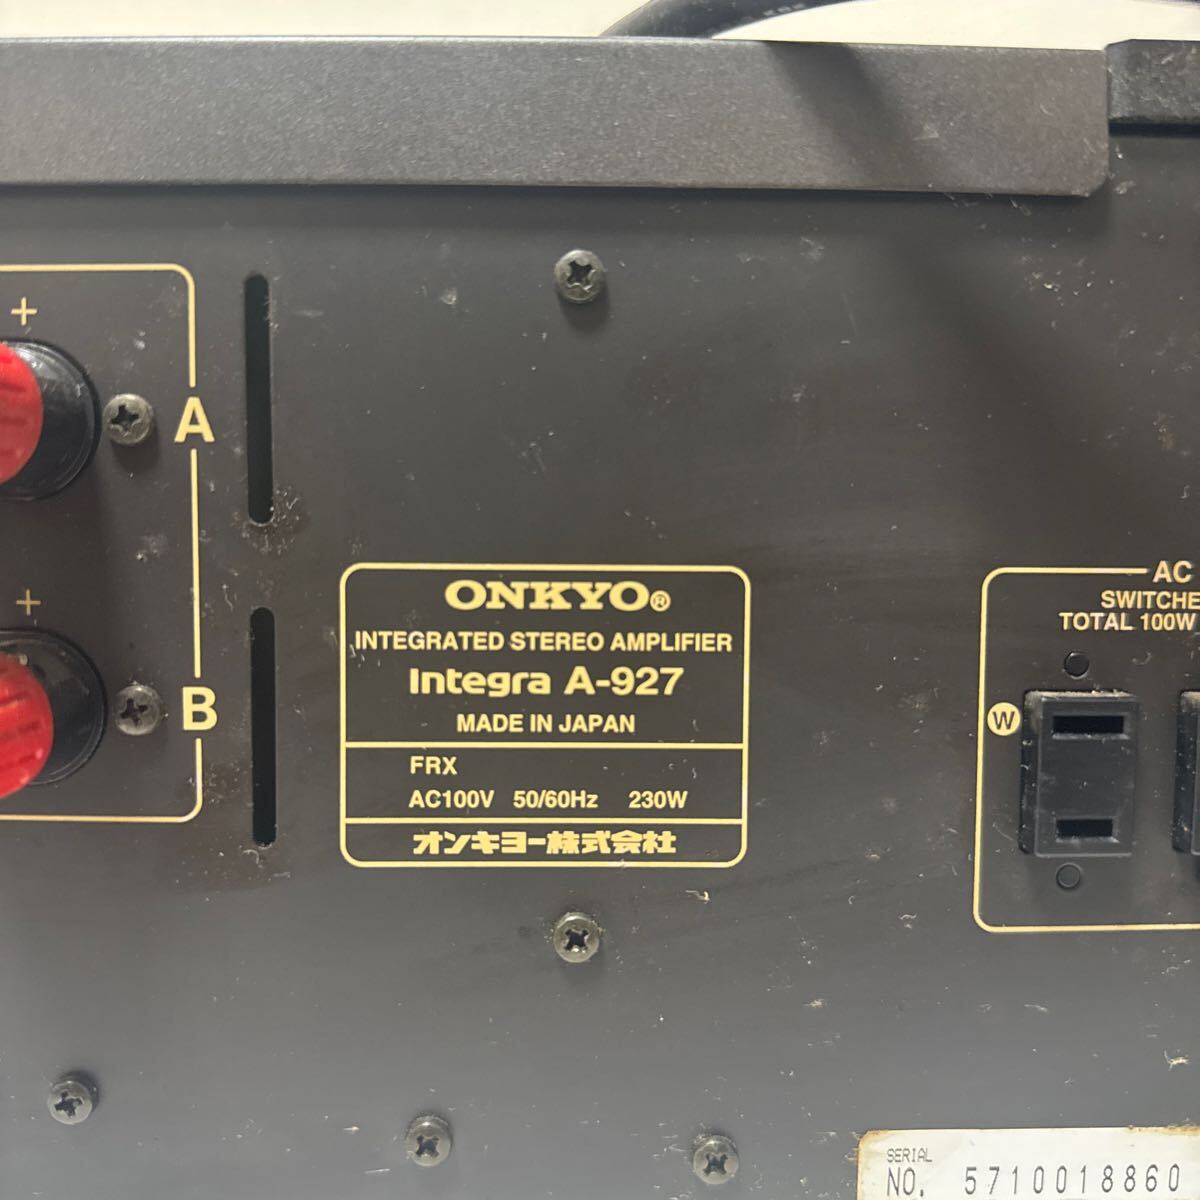 +
A
+
B
ONKYO®
INTEGRATED STEREO AMPLIFIER
Integra A-927
MADE IN JAPAN
FRX
AC100V 50/60Hz 230W
オンキヨー株式会社
AC
SWITCHE
TOTAL 100W
W
SERIAL
NO. 5710018860